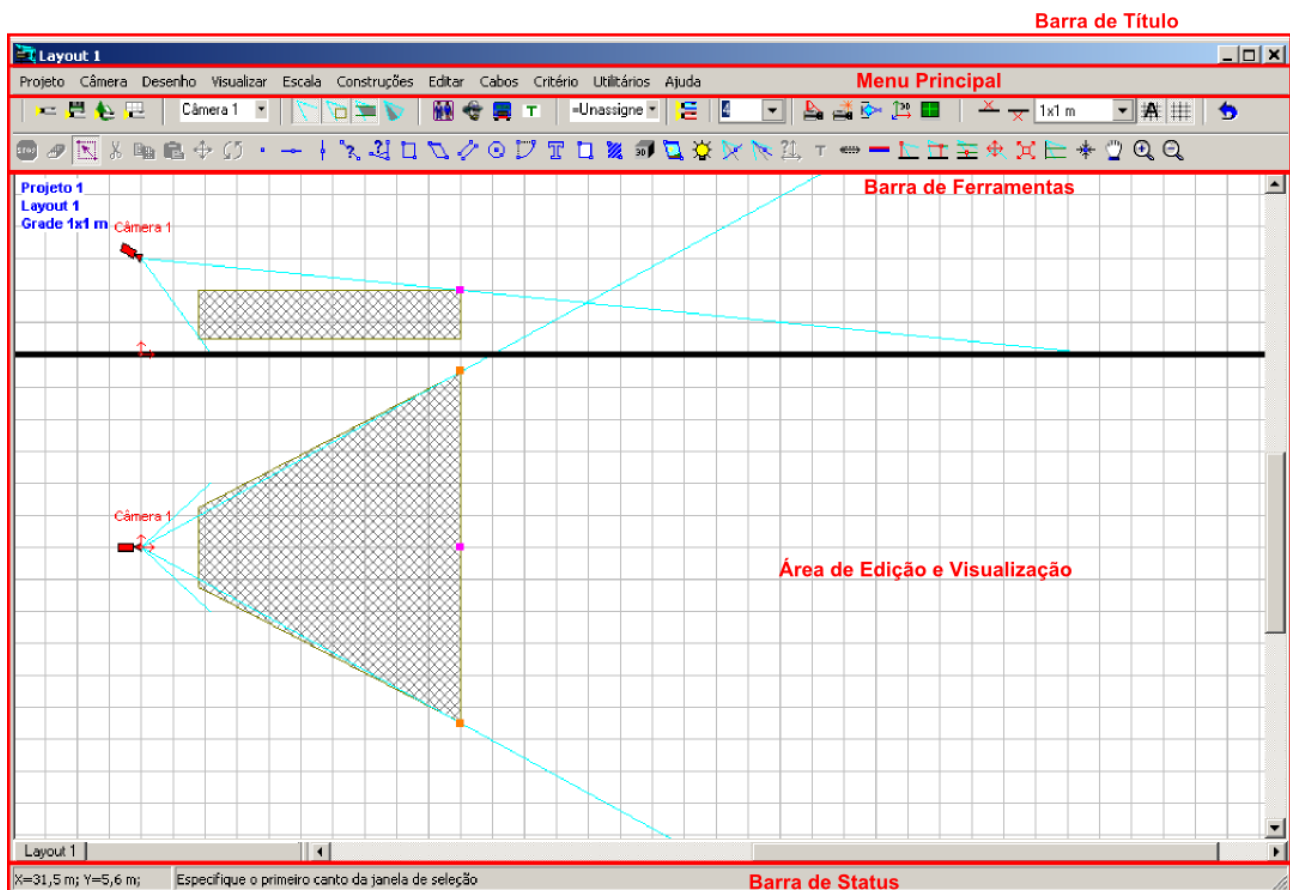 Barra de Título
Layout 1
Projeto Câmera Desenho Visualizar Escala Construções Editar Cabos Critério Utilitários Ajuda
Menu Principal
Câmera 1
=Unassigne
1x1 m
Barra de Ferramentas
Projeto 1
Layout 1
Grade 1x1 m
Câmera 1
Câmera 1
Área de Edição e Visualização
Layout 1
X=31,5 m; Y=5,6 m; Especifique o primeiro canto da janela de seleção
Barra de Status